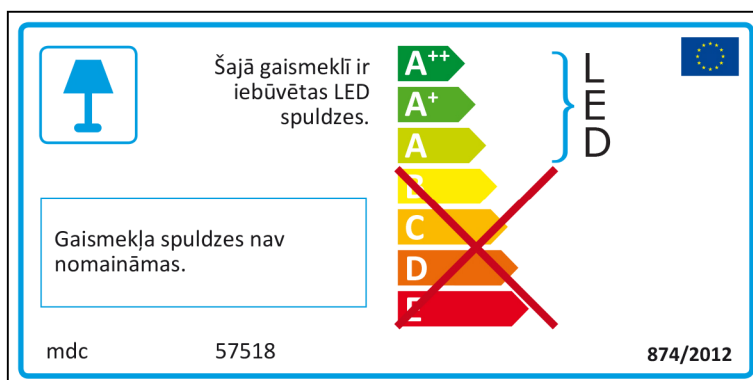 Šajā gaismeklī ir
iebūvētas LED
spuldzes.
A++
A+
A
B
C
D
E
L
E
D
Gaismekļa spuldzes nav
nomaināmas.
mdc 57518 874/2012